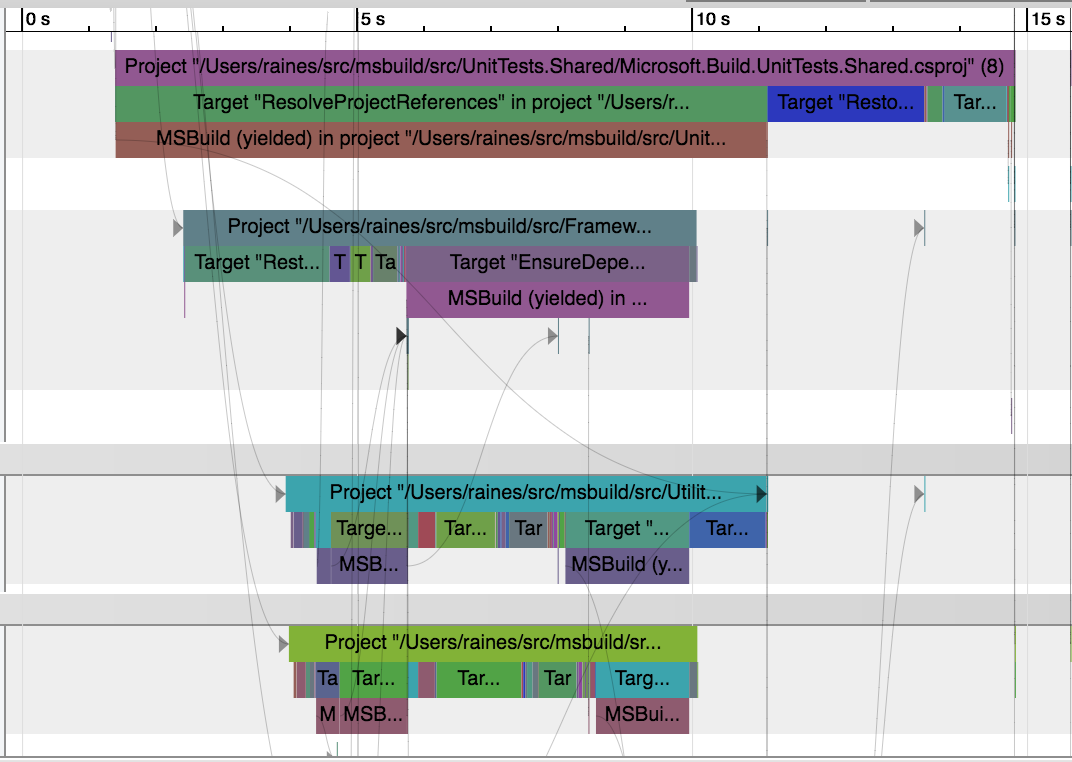 0 s 5 s 10 s 15 s
Project "/Users/raines/src/msbuild/src/UnitTests.Shared/Microsoft.Build.UnitTests.Shared.csproj" (8)
Target "ResolveProjectReferences" in project "/Users/r... Target "Resto... Tar...
MSBuild (yielded) in project "/Users/raines/src/msbuild/src/Unit...
Project "/Users/raines/src/msbuild/src/Framew...
Target "Rest... T T Ta Target "EnsureDepe...
MSBuild (yielded) in ...
Project "/Users/raines/src/msbuild/src/Utilit...
Targe... Tar... Tar Target "... Tar...
MSB... MSBuild (y...
Project "/Users/raines/src/msbuild/sr...
Ta Tar... Tar... Tar Targ...
M MSB... MSBui...